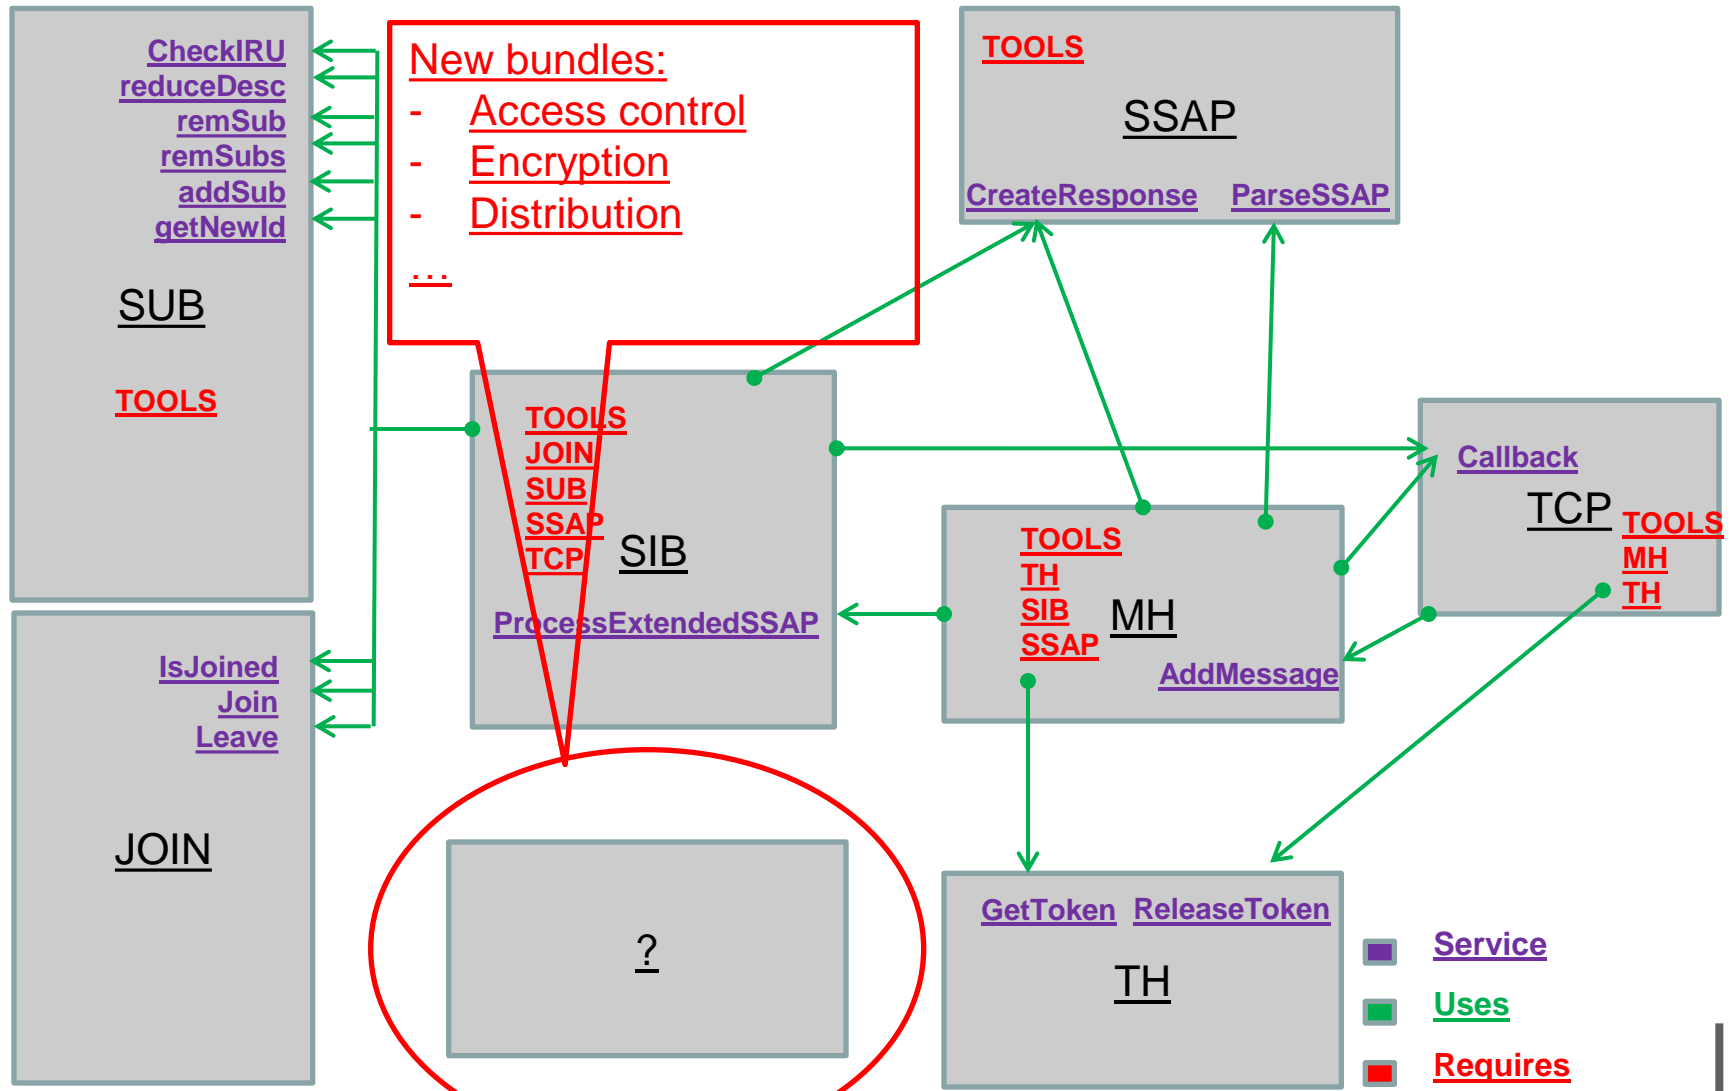 CheckIRU
reduceDesc
remSub
remSubs
addSub
getNewId
SUB
TOOLS
New bundles:
- Access control
- Encryption
- Distribution
...
TOOLS
SSAP
CreateResponse ParseSSAP
TOOLS
JOIN
SUB
SSAP
TCP
SIB
ProcessExtendedSSAP
TOOLS
TH
SIB
SSAP
MH
AddMessage
Callback
TCP
TOOLS
MH
TH
IsJoined
Join
Leave
JOIN
?
GetToken ReleaseToken
TH
Service
Uses
Requires